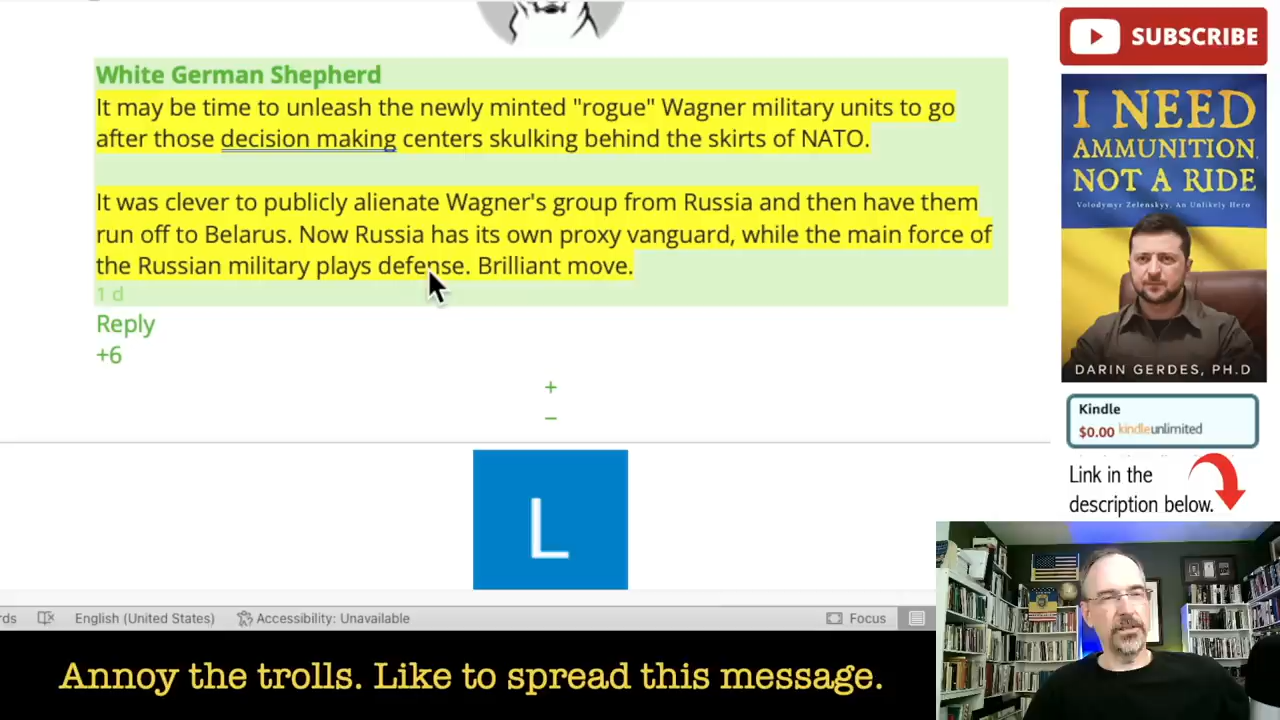 White German Shepherd
It may be time to unleash the newly minted "rogue" Wagner military units to go
after those decision making centers skulking behind the skirts of NATO.
It was clever to publicly alienate Wagner's group from Russia and then have them
run off to Belarus. Now Russia has its own proxy vanguard, while the main force of
the Russian military plays defense. Brilliant move.
1 d
Reply
+6
+
−
L
rds
English (United States)
Accessibility: Unavailable
Focus
Annoy the trolls. Like to spread this message.
SUBSCRIBE
I NEED
AMMUNITION,
NOT A RIDE
Volodymyr Zelenskyy, An Unlikely Hero
DARIN GERDES, PH.D
Kindle
$0.00 kindleunlimited
Link in the
description below.